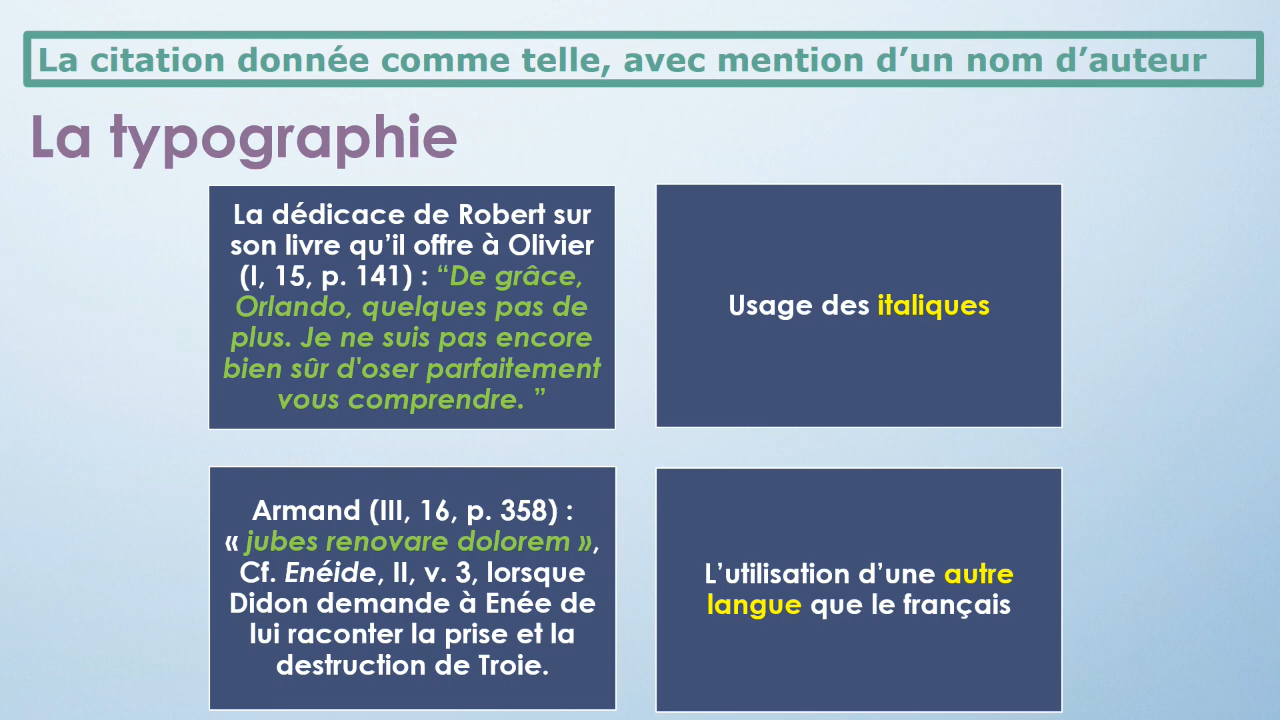 La citation donnée comme telle, avec mention d’un nom d’auteur
La typographie
La dédicace de Robert sur
son livre qu’il offre à Olivier
(I, 15, p. 141) : “De grâce,
Orlando, quelques pas de
plus. Je ne suis pas encore
bien sûr d'oser parfaitement
vous comprendre. ”
Usage des italiques
Armand (III, 16, p. 358) :
« jubes renovare dolorem »,
Cf. Enéide, II, v. 3, lorsque
Didon demande à Enée de
lui raconter la prise et la
destruction de Troie.
L’utilisation d’une autre
langue que le français